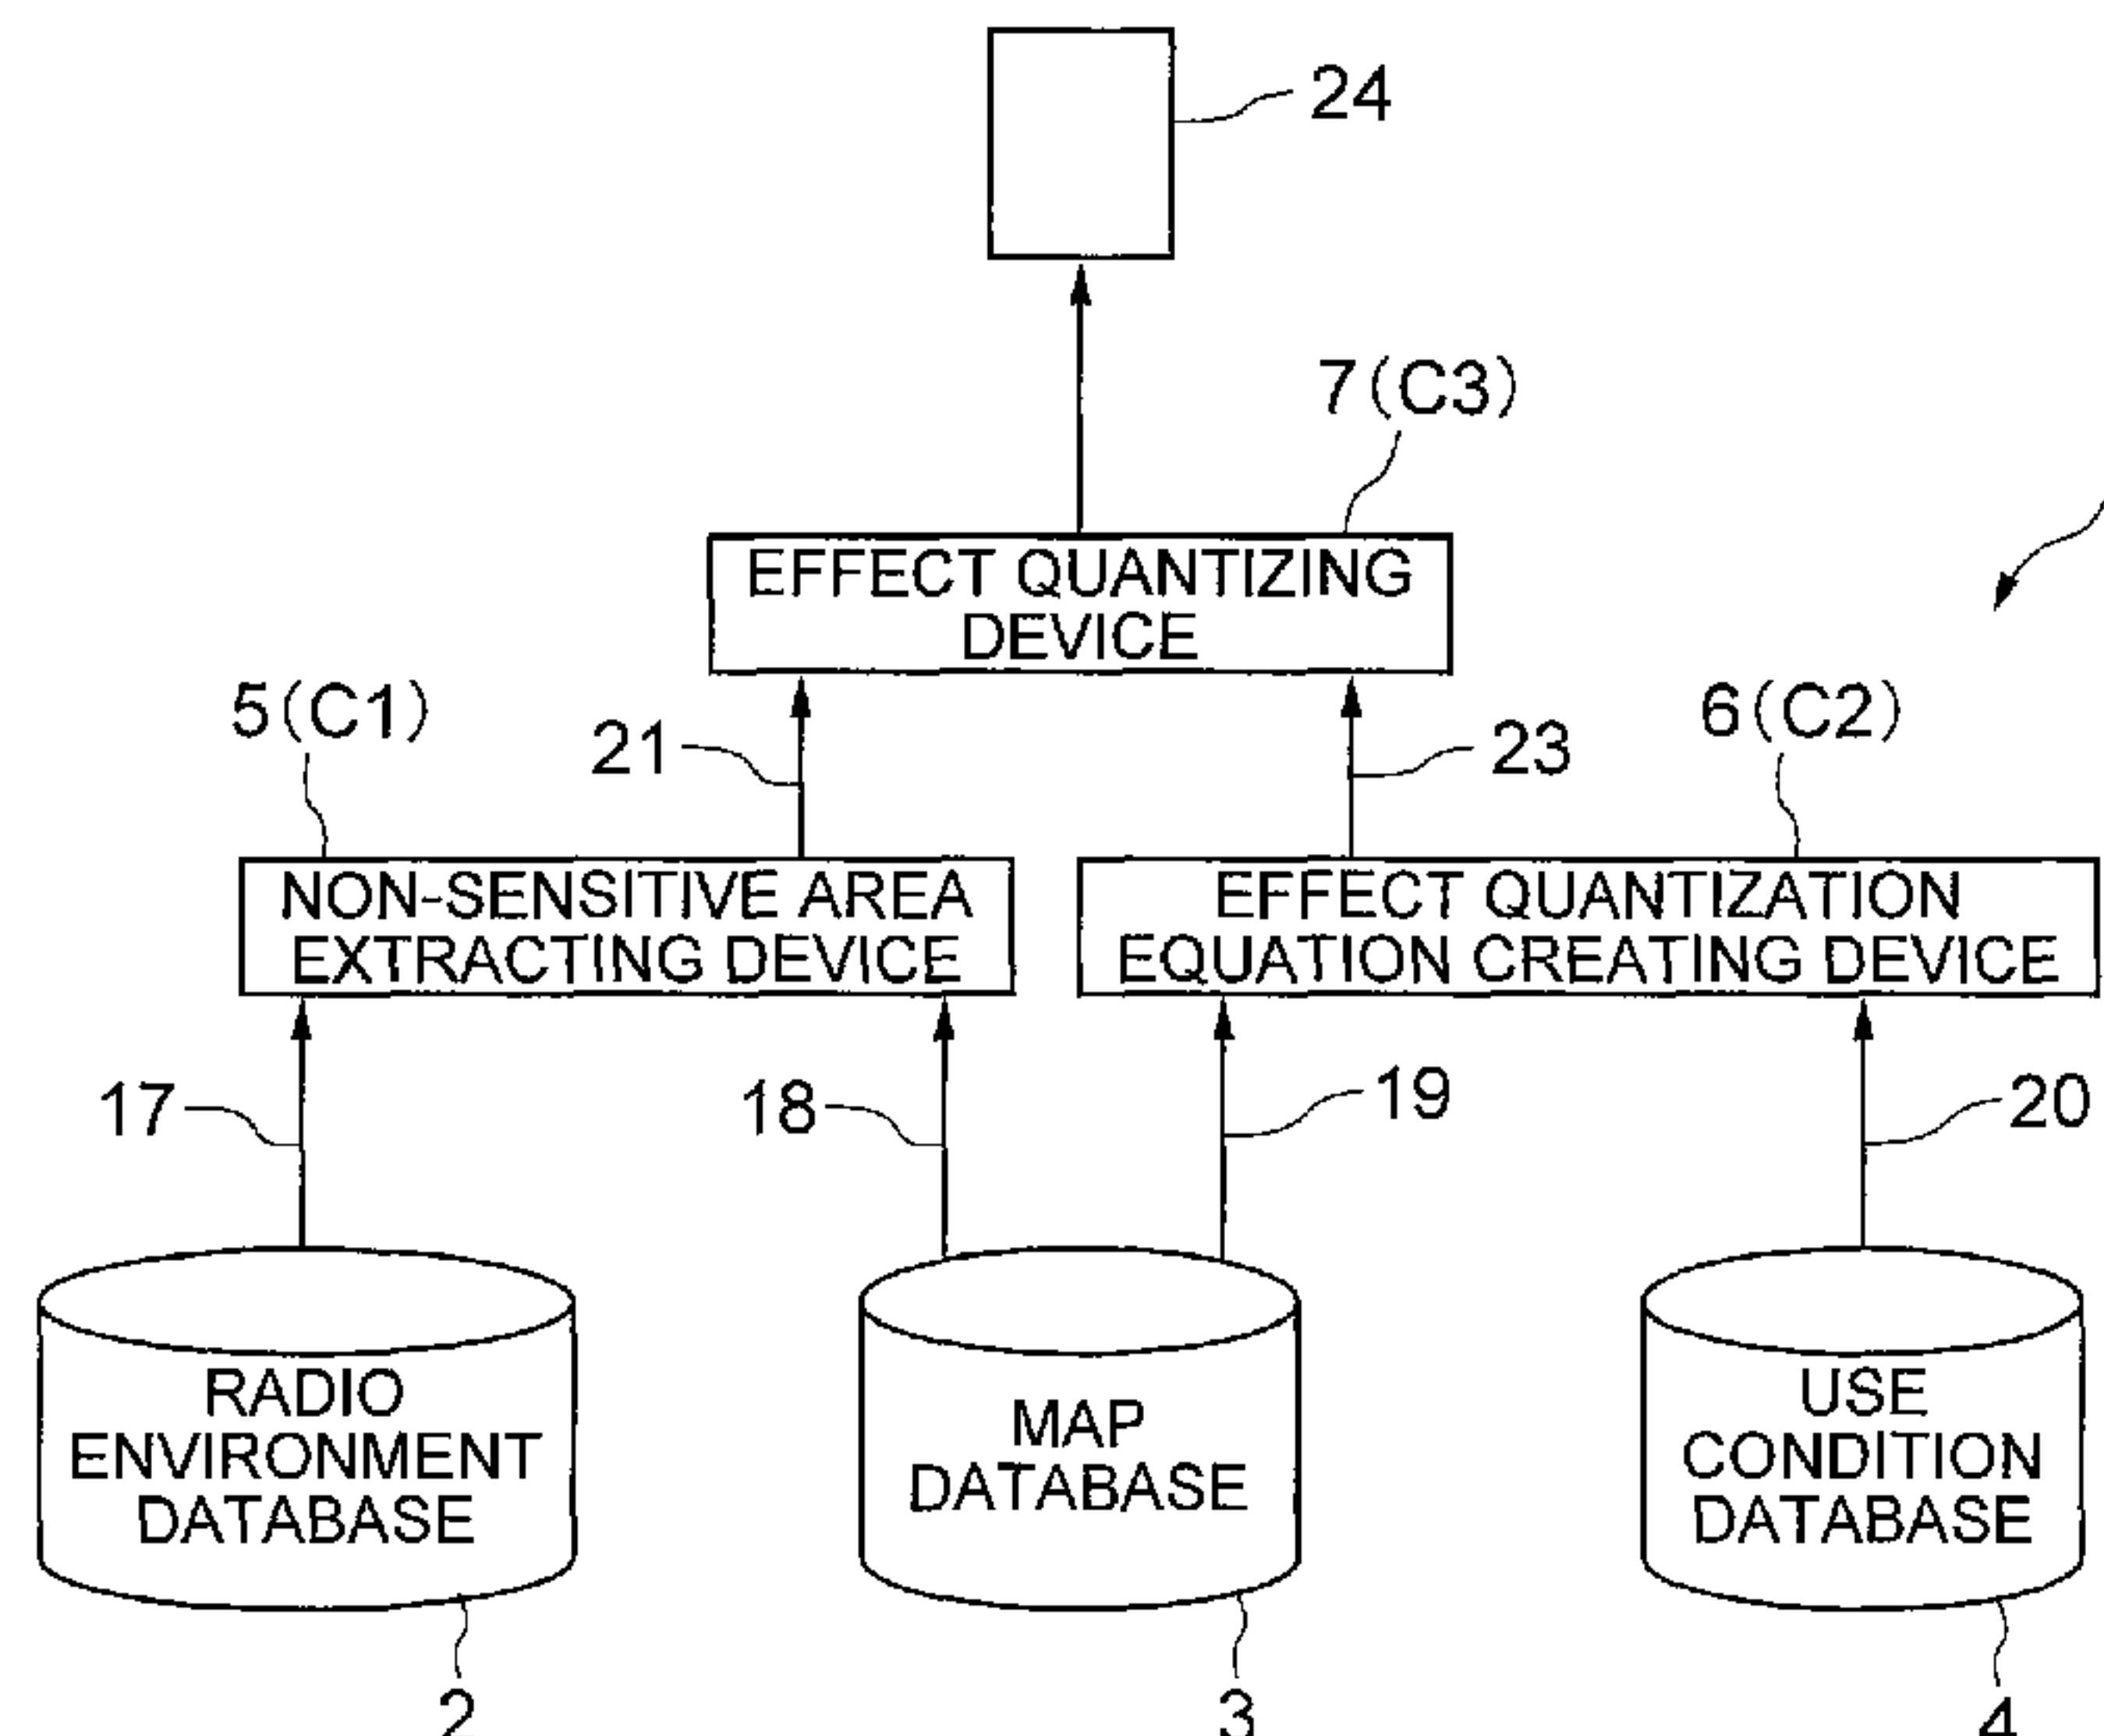 24
7(C3)
EFFECT QUANTIZING
DEVICE
5(C1)
21
23
6(C2)
NON-SENSITIVE AREA
EXTRACTING DEVICE
EFFECT QUANTIZATION
EQUATION CREATING DEVICE
17
18
19
20
RADIO
ENVIRONMENT
DATABASE
MAP
DATABASE
USE
CONDITION
DATABASE
2
3
4